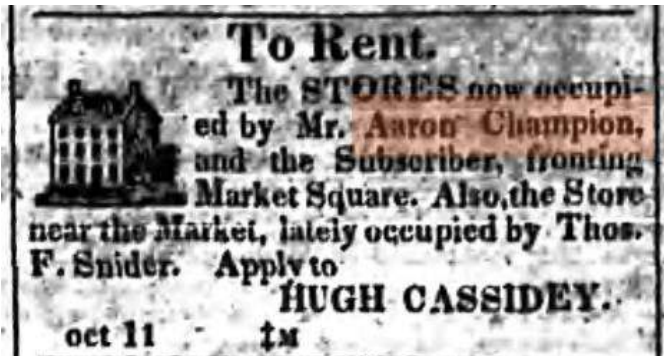 To Rent.
The STORES now occupi-
ed by Mr. Aaron Champion,
and the Subscriber, fronting
Market Square. Also, the Store
near the Market, lately occupied by Thos.
F. Snider. Apply to
HUGH CASSIDEY.
oct 11 ‡M